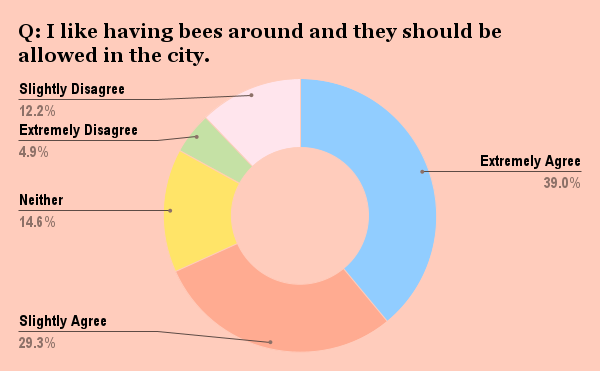 Q: I like having bees around and they should be
allowed in the city.
Slightly Disagree
12.2%
Extremely Disagree
4.9%
Neither
14.6%
Slightly Agree
29.3%
Extremely Agree
39.0%